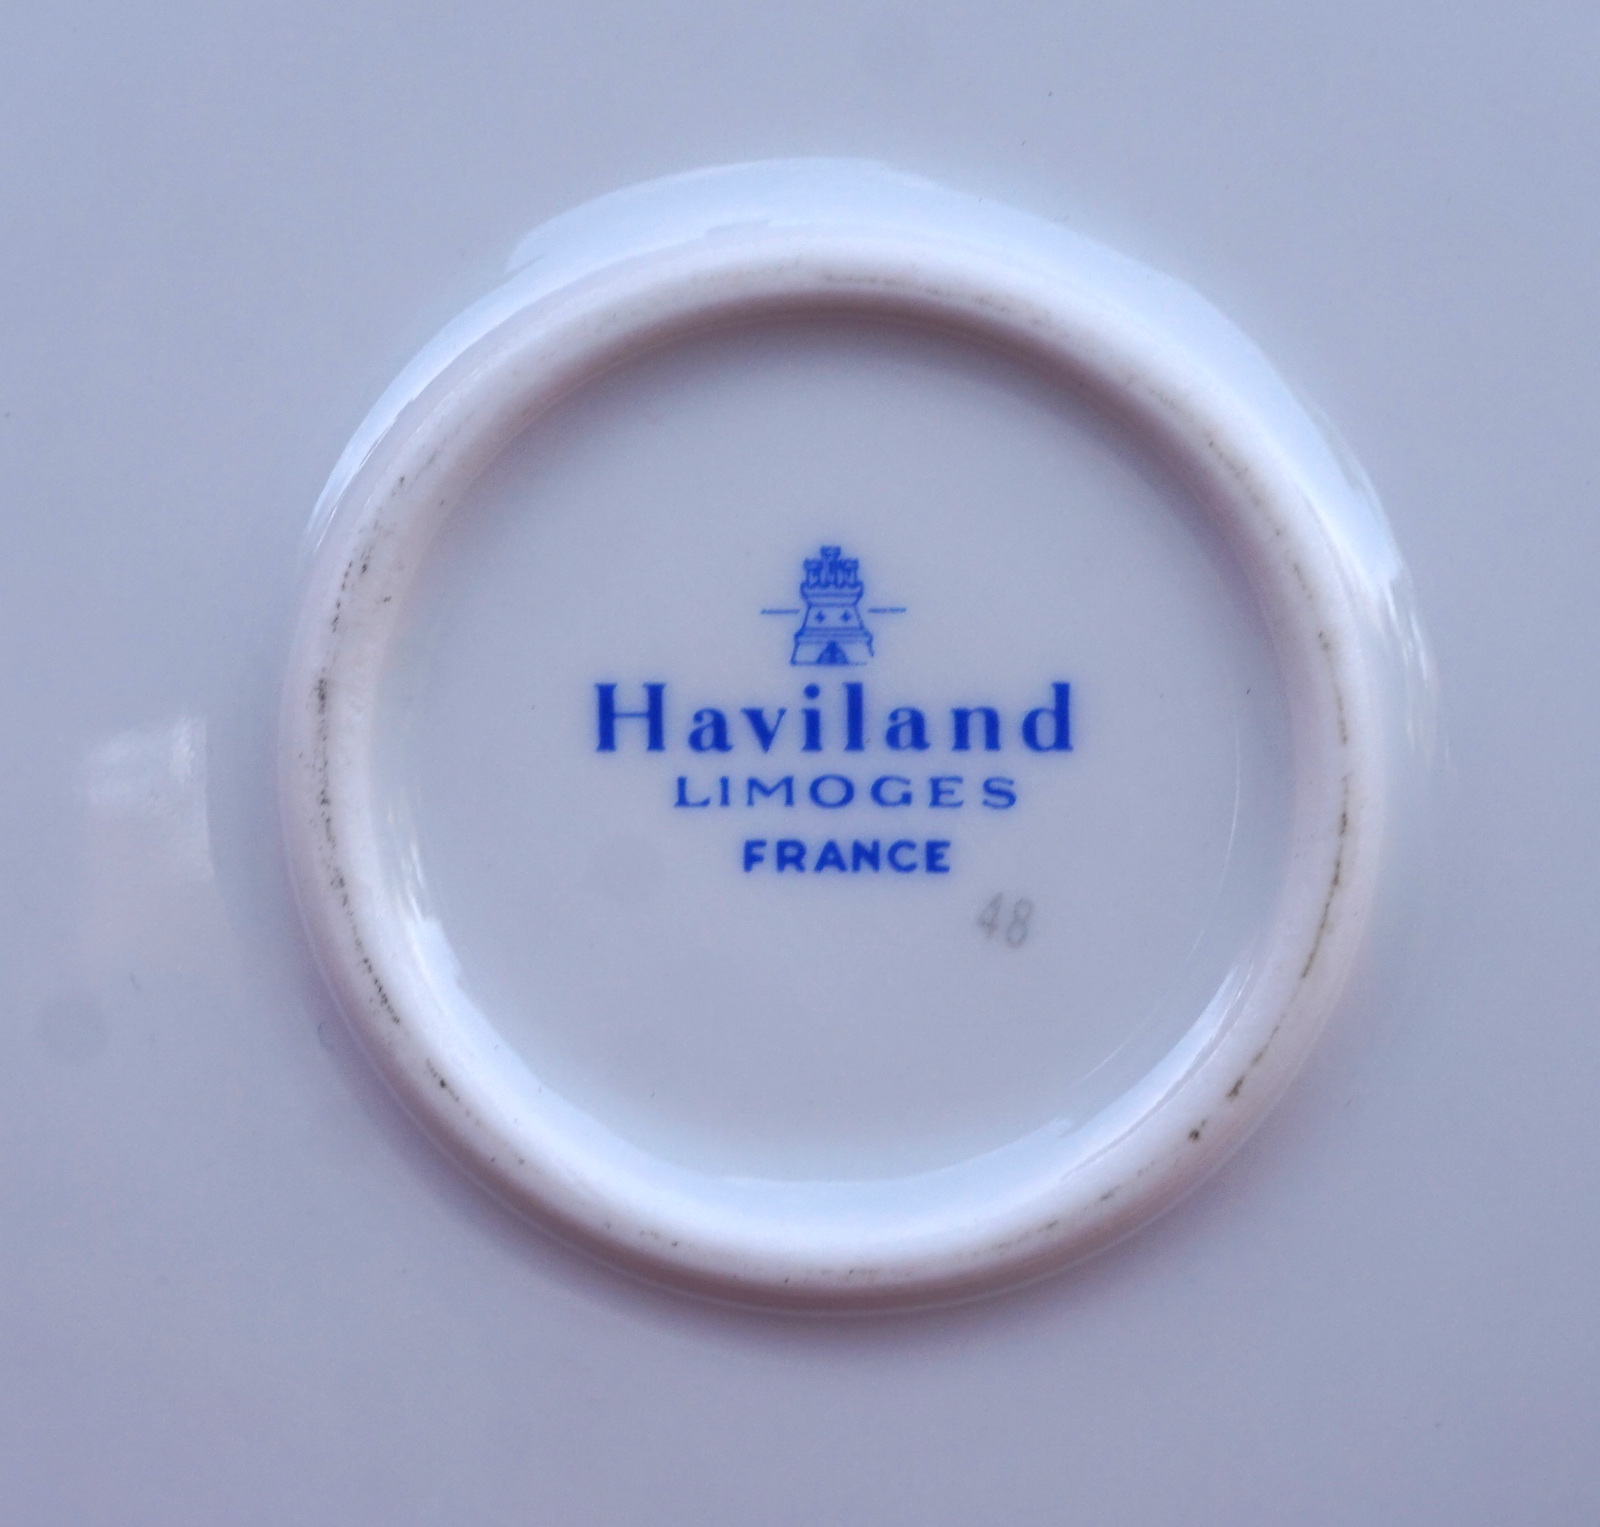 Haviland
LIMOGES
FRANCE
48